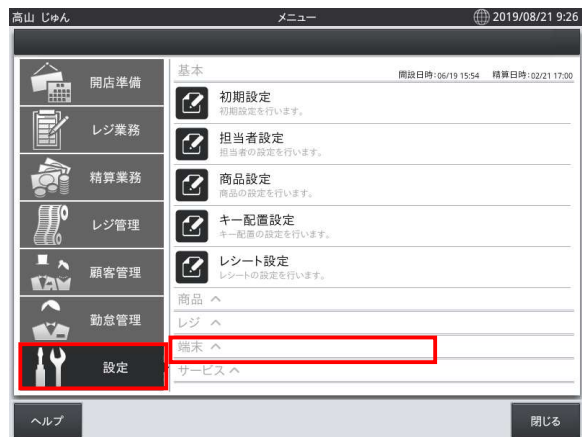 高山 じゅん
メニュー
2019/08/21 9:26
開店準備
レジ業務
精算業務
レジ管理
顧客管理
勤怠管理
設定
基本
開設日時:06/19 15:54 精算日時:02/21 17:00
初期設定
初期設定を行います。
担当者設定
担当者の設定を行います。
商品設定
商品の設定を行います。
キー配置設定
キー配置の設定を行います。
レシート設定
レシートの設定を行います。
商品 ヘ
レジ ヘ
端末 ヘ
サービス ヘ
ヘルプ
閉じる